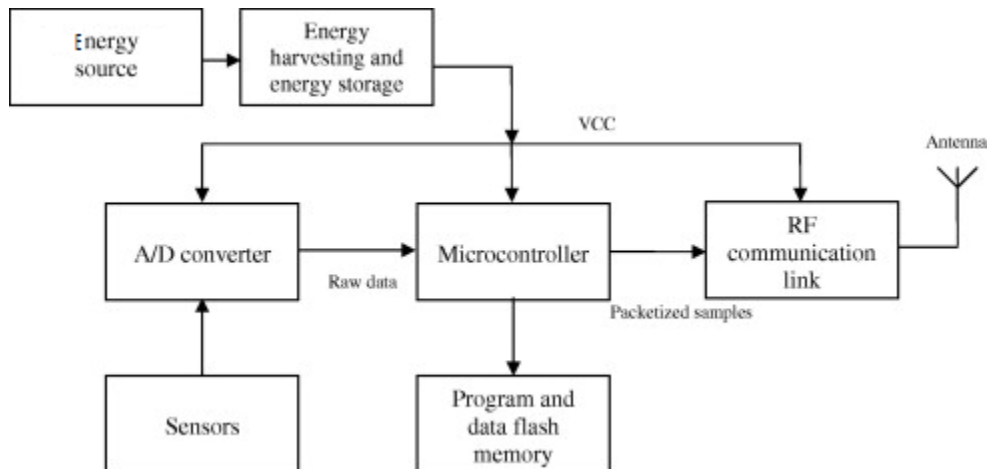 Energy
source
Energy
harvesting and
energy storage
VCC
Antenna
A/D converter
Raw data
Microcontroller
Packetized samples
RF
communication
link
Sensors
Program and
data flash
memory